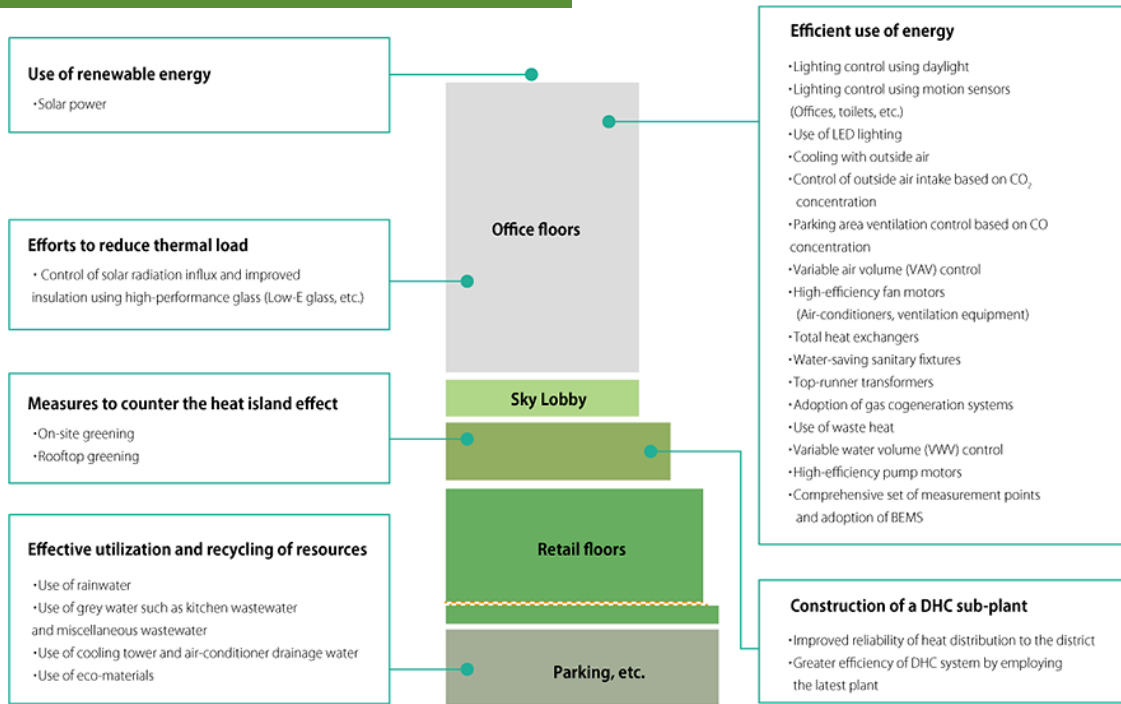 Use of renewable energy
・Solar power
Efforts to reduce thermal load
・ Control of solar radiation influx and improved
insulation using high-performance glass (Low-E glass, etc.)
Measures to counter the heat island effect
・On-site greening
・Rooftop greening
Effective utilization and recycling of resources
・Use of rainwater
・Use of grey water such as kitchen wastewater
and miscellaneous wastewater
・Use of cooling tower and air-conditioner drainage water
・Use of eco-materials
Office floors
Sky Lobby
Retail floors
Parking, etc.
Efficient use of energy
・Lighting control using daylight
・Lighting control using motion sensors
(Offices, toilets, etc.)
・Use of LED lighting
・Cooling with outside air
・Control of outside air intake based on CO₂
concentration
・Parking area ventilation control based on CO
concentration
・Variable air volume (VAV) control
・High-efficiency fan motors
(Air-conditioners, ventilation equipment)
・Total heat exchangers
・Water-saving sanitary fixtures
・Top-runner transformers
・Adoption of gas cogeneration systems
・Use of waste heat
・Variable water volume (VWV) control
・High-efficiency pump motors
・Comprehensive set of measurement points
and adoption of BEMS
Construction of a DHC sub-plant
・Improved reliability of heat distribution to the district
・Greater efficiency of DHC system by employing
the latest plant